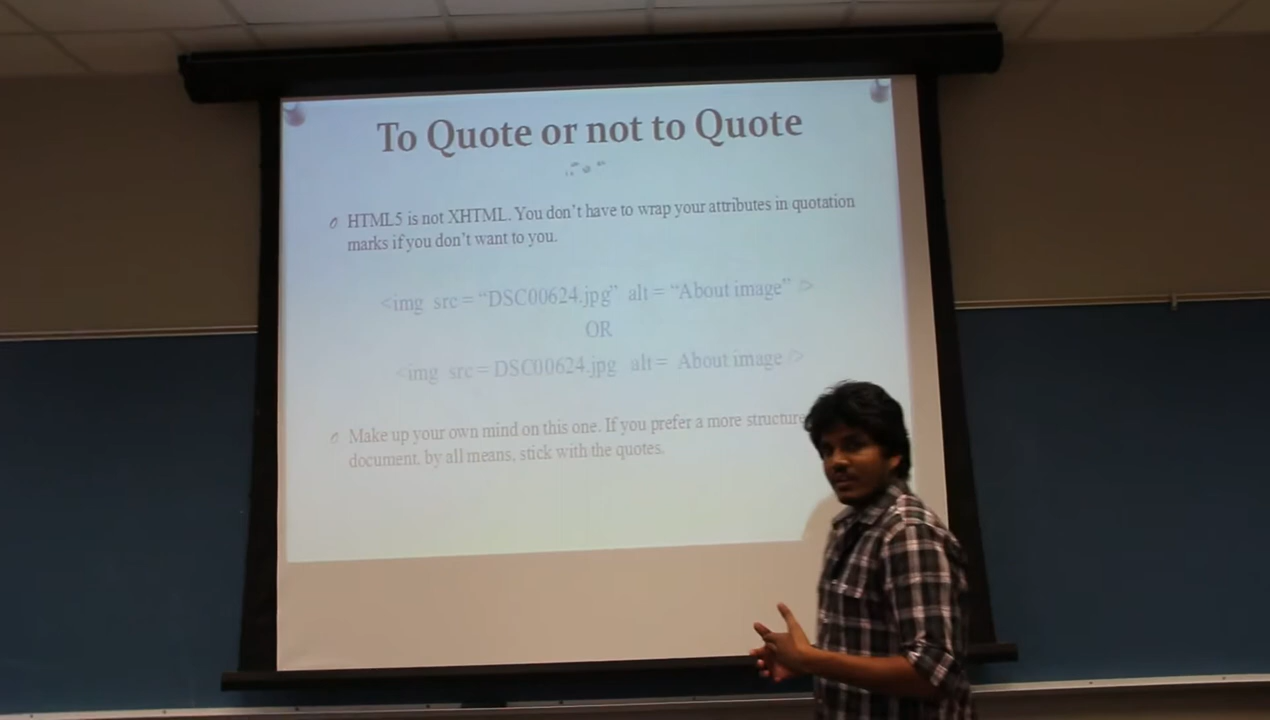 To Quote or not to Quote
HTML5 is not XHTML. You don't have to wrap your attributes in quotation
marks if you don't want to you.
<img src = “DSC00624.jpg” alt = “About image” />
OR
<img src = DSC00624.jpg alt = About image />
Make up your own mind on this one. If you prefer a more structure
document, by all means, stick with the quotes.